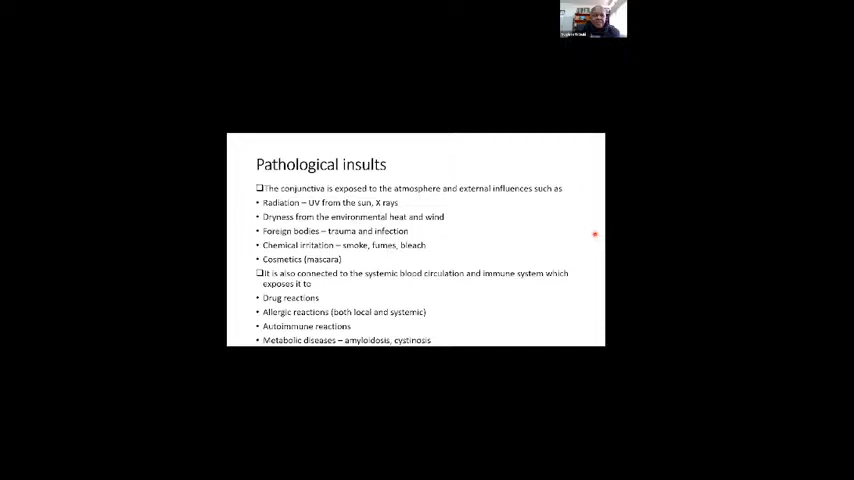 Pathological insults
❑The conjunctiva is exposed to the atmosphere and external influences such as
• Radiation – UV from the sun, X rays
• Dryness from the environmental heat and wind
• Foreign bodies – trauma and infection
• Chemical irritation – smoke, fumes, bleach
• Cosmetics (mascara)
❑It is also connected to the systemic blood circulation and immune system which
exposes it to
• Drug reactions
• Allergic reactions (both local and systemic)
• Autoimmune reactions
• Metabolic diseases – amyloidosis, cystinosis